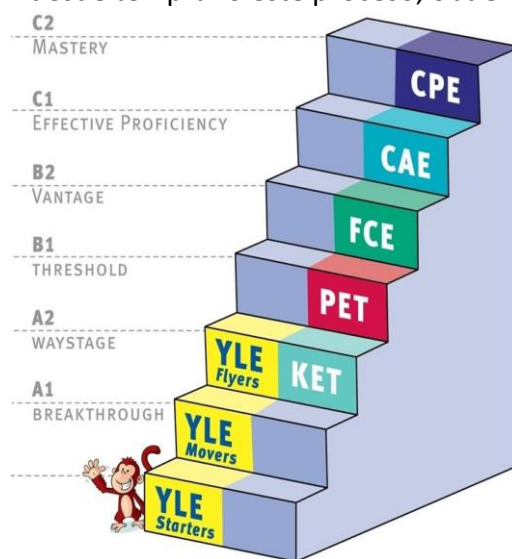 C2
MASTERY
CPE
C1
EFFECTIVE PROFICIENCY
CAE
B2
VANTAGE
FCE
B1
THRESHOLD
PET
A2
WAYSTAGE
YLE
Flyers
KET
A1
BREAKTHROUGH
YLE
Movers
YLE
Starters